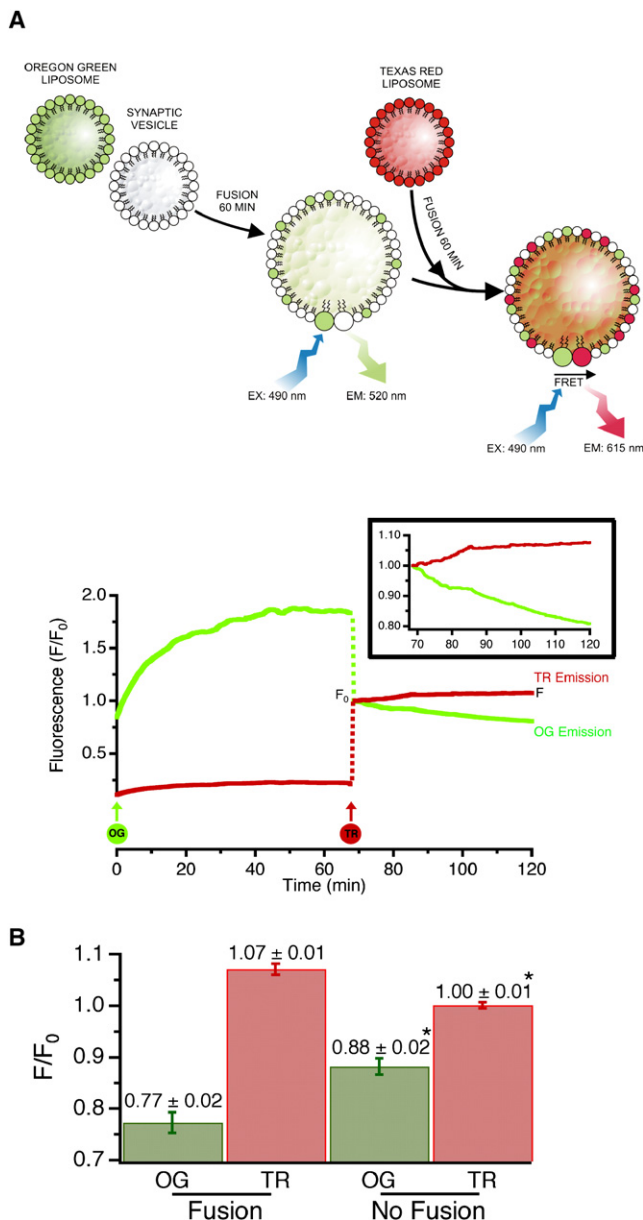 A
OREGON GREEN
LIPOSOME
SYNAPTIC
VESICLE
FUSION
60 MIN
TEXAS RED
LIPOSOME
FUSION 60 MIN
EX: 490 nm
EM: 520 nm
FRET
EX: 490 nm
EM: 615 nm
Fluorescence (F/F0)
2.0
1.5
1.0
0.5
1.10
1.00
0.90
0.80
70 80 90 100 110 120
F0
TR Emission
F
OG Emission
OG
TR
0 20 40 60 80 100 120
Time (min)
B
F/F0
1.1
1.0
0.9
0.8
0.7
0.77 ± 0.02
1.07 ± 0.01
0.88 ± 0.02 *
1.00 ± 0.01 *
OG TR OG TR
Fusion No Fusion